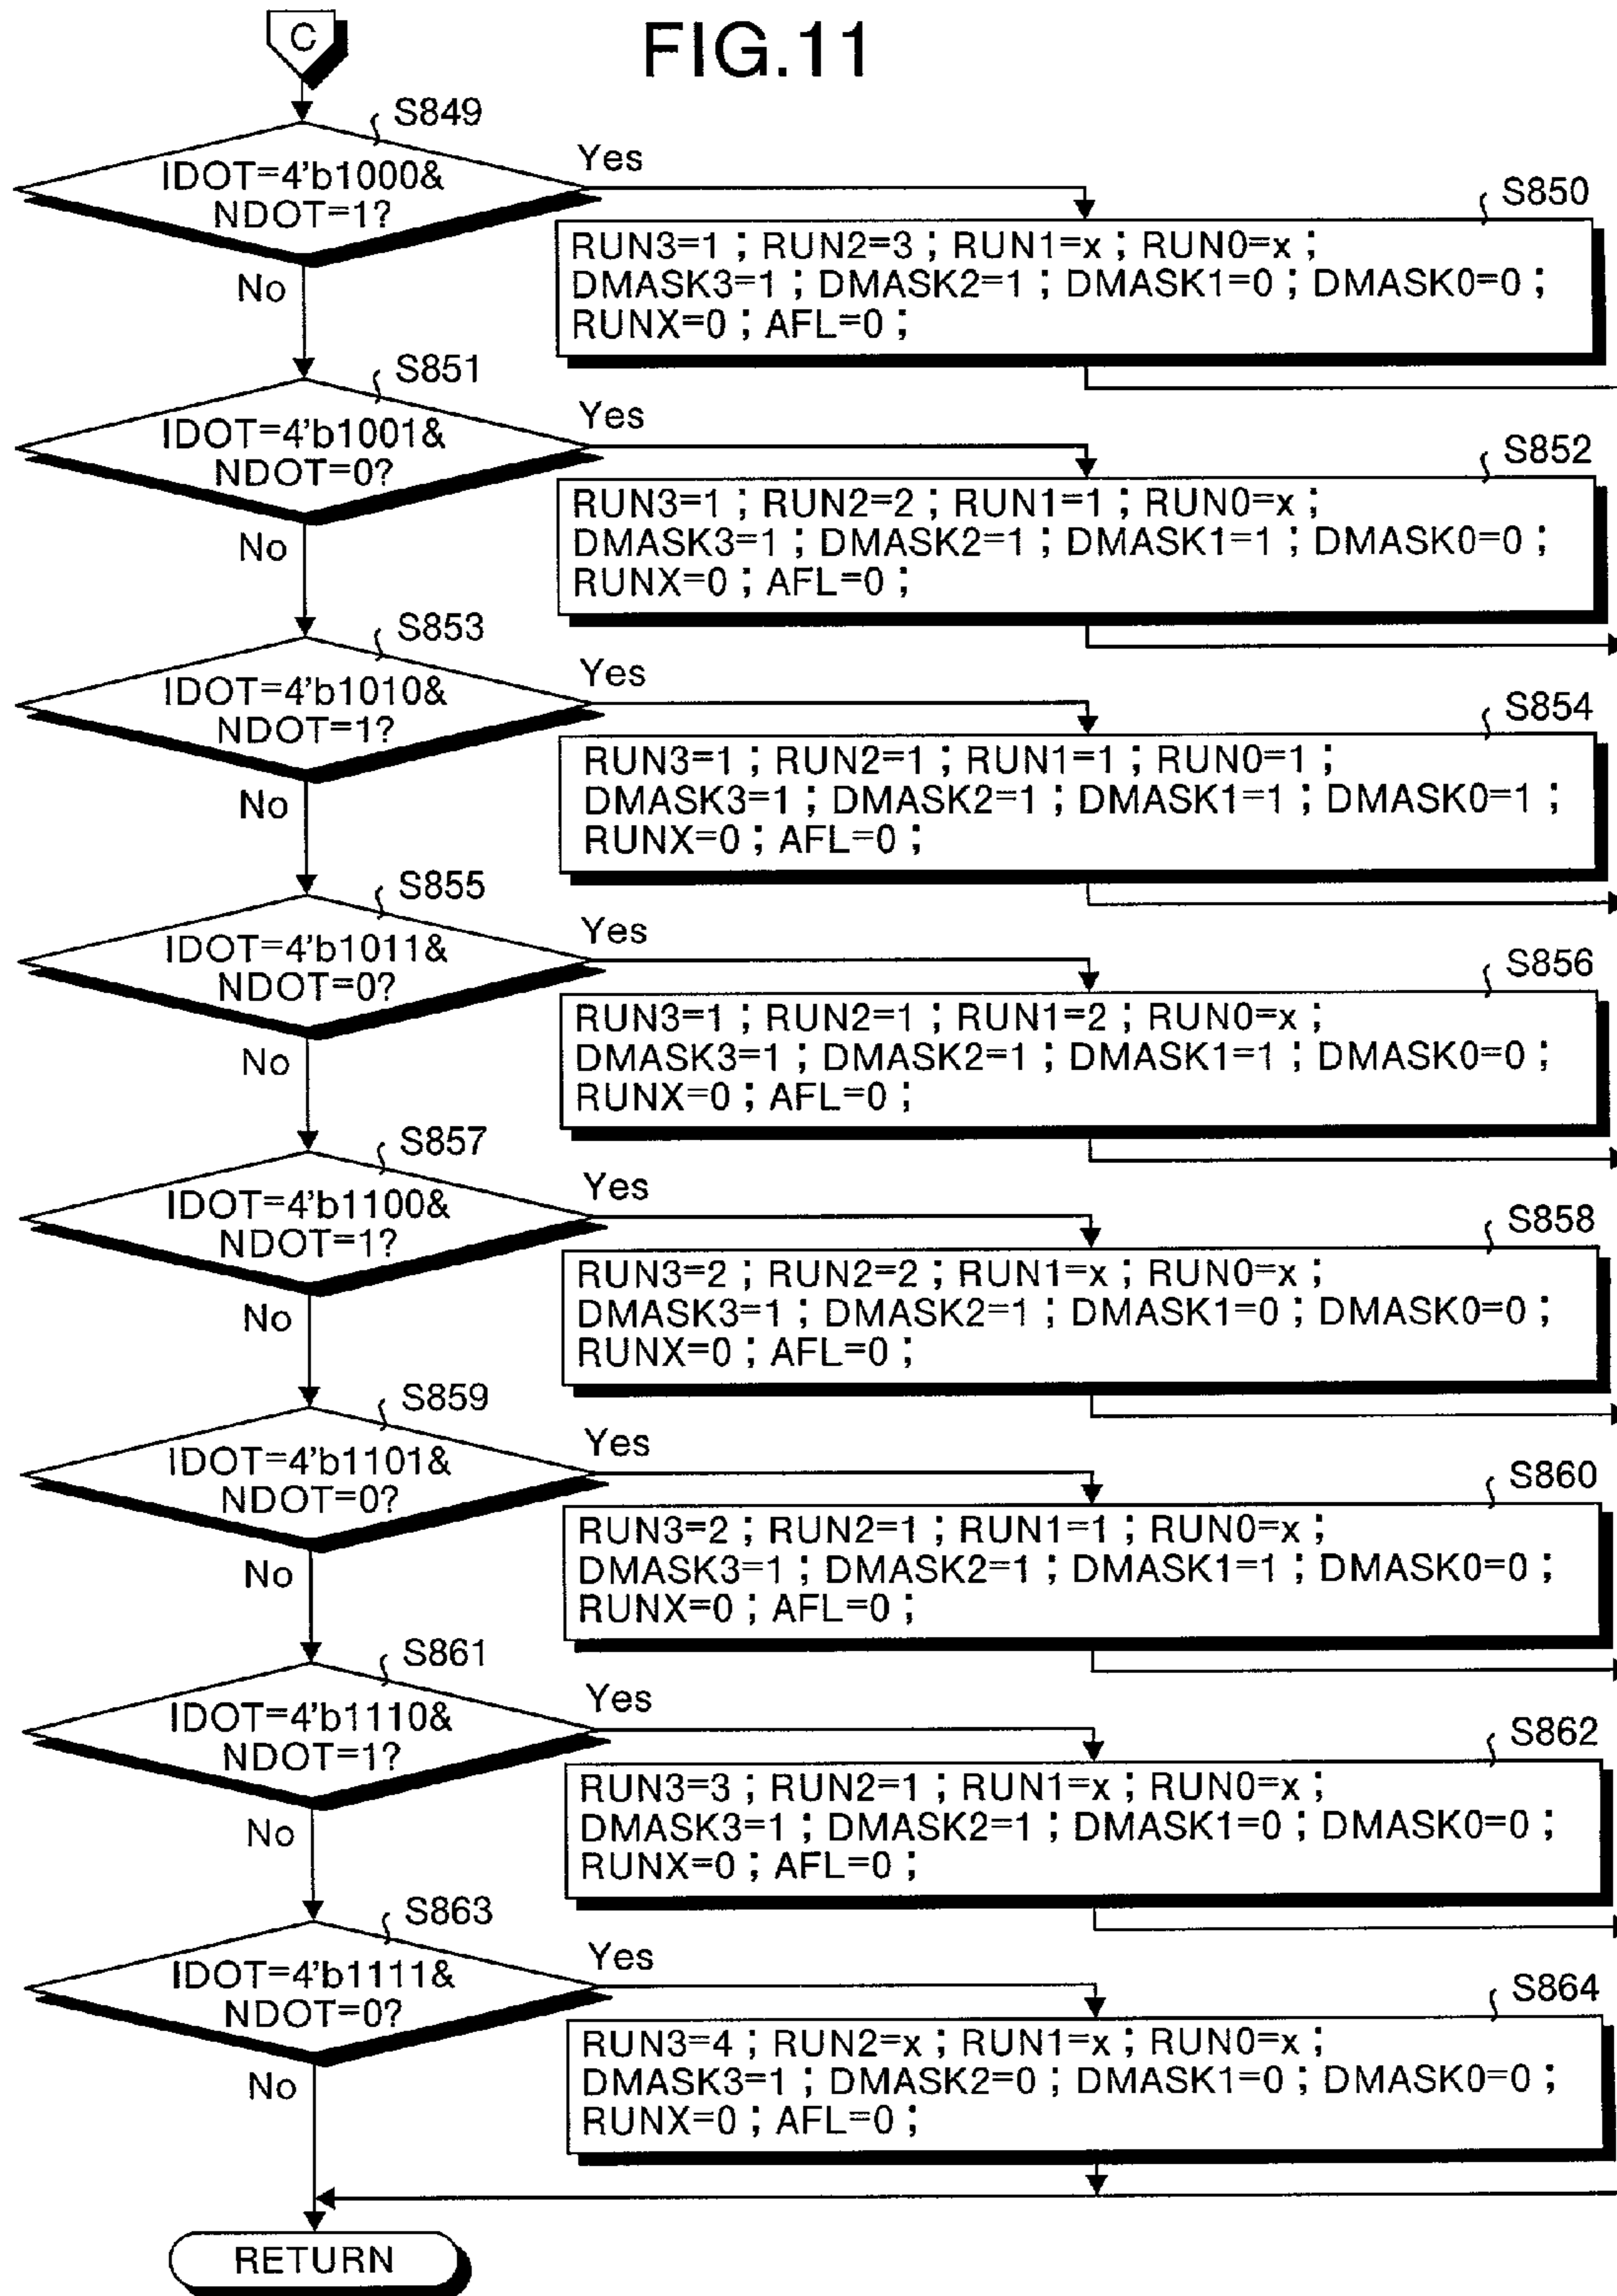 C
FIG.11
S849
IDOT=4'b1000&
NDOT=1?
Yes
No
S850
RUN3=1 ; RUN2=3 ; RUN1=x ; RUN0=x ;
DMASK3=1 ; DMASK2=1 ; DMASK1=0 ; DMASK0=0 ;
RUNX=0 ; AFL=0 ;
S851
IDOT=4'b1001&
NDOT=0?
Yes
No
S852
RUN3=1 ; RUN2=2 ; RUN1=1 ; RUN0=x ;
DMASK3=1 ; DMASK2=1 ; DMASK1=1 ; DMASK0=0 ;
RUNX=0 ; AFL=0 ;
S853
IDOT=4'b1010&
NDOT=1?
Yes
No
S854
RUN3=1 ; RUN2=1 ; RUN1=1 ; RUN0=1 ;
DMASK3=1 ; DMASK2=1 ; DMASK1=1 ; DMASK0=1 ;
RUNX=0 ; AFL=0 ;
S855
IDOT=4'b1011&
NDOT=0?
Yes
No
S856
RUN3=1 ; RUN2=1 ; RUN1=2 ; RUN0=x ;
DMASK3=1 ; DMASK2=1 ; DMASK1=1 ; DMASK0=0 ;
RUNX=0 ; AFL=0 ;
S857
IDOT=4'b1100&
NDOT=1?
Yes
No
S858
RUN3=2 ; RUN2=2 ; RUN1=x ; RUN0=x ;
DMASK3=1 ; DMASK2=1 ; DMASK1=0 ; DMASK0=0 ;
RUNX=0 ; AFL=0 ;
S859
IDOT=4'b1101&
NDOT=0?
Yes
No
S860
RUN3=2 ; RUN2=1 ; RUN1=1 ; RUN0=x ;
DMASK3=1 ; DMASK2=1 ; DMASK1=1 ; DMASK0=0 ;
RUNX=0 ; AFL=0 ;
S861
IDOT=4'b1110&
NDOT=1?
Yes
No
S862
RUN3=3 ; RUN2=1 ; RUN1=x ; RUN0=x ;
DMASK3=1 ; DMASK2=1 ; DMASK1=0 ; DMASK0=0 ;
RUNX=0 ; AFL=0 ;
S863
IDOT=4'b1111&
NDOT=0?
Yes
No
S864
RUN3=4 ; RUN2=x ; RUN1=x ; RUN0=x ;
DMASK3=1 ; DMASK2=0 ; DMASK1=0 ; DMASK0=0 ;
RUNX=0 ; AFL=0 ;
RETURN